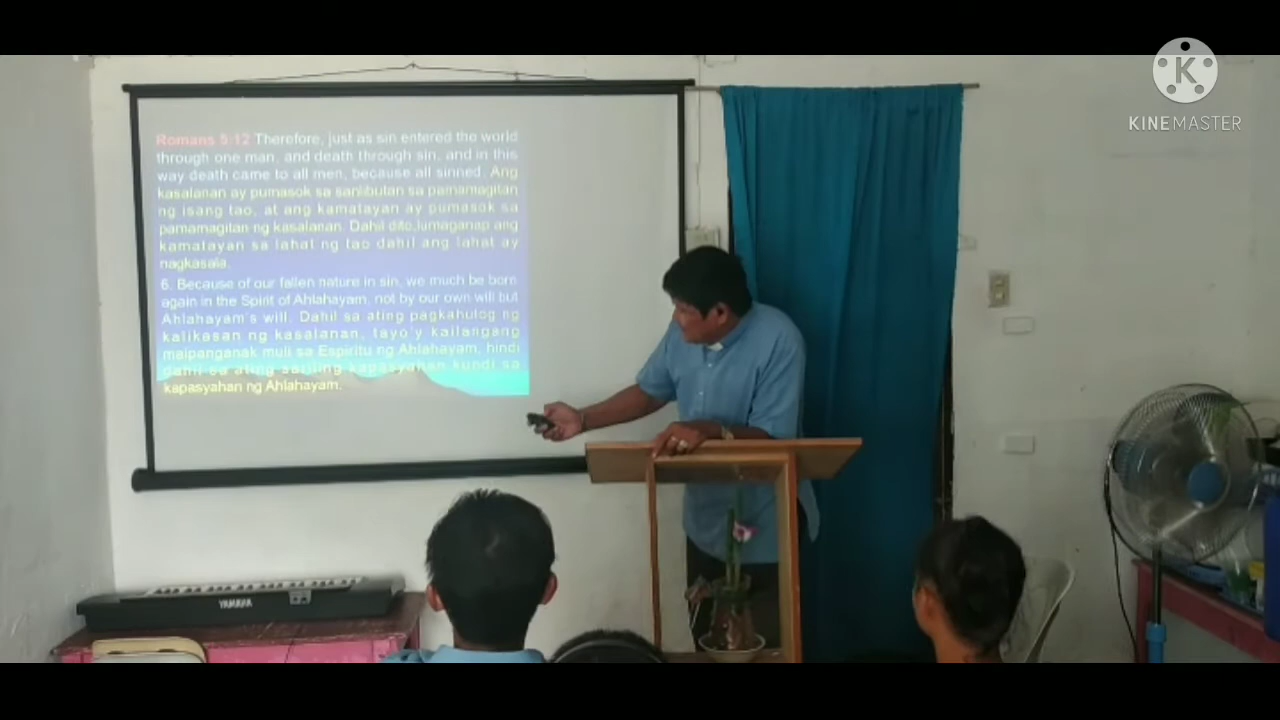 Romans 5:12 Therefore, just as sin entered the world
through one man, and death through sin, and in this
way death came to all men, because all sinned. Ang
kasalanan ay pumasok sa sanlibutan sa pamamagitan
ng isang tao, at ang kamatayan ay pumasok sa
pamamagitan ng kasalanan. Dahil dito,lumaganap ang
kamatayan sa lahat ng tao dahil ang lahat ay
nagkasala.
6. Because of our fallen nature in sin, we much be born
again in the Spirit of Ahlahayam, not by our own will but
Ahlahayam's will. Dahil sa ating pagkahulog ng
kalikasan ng kasalanan, tayo'y kailangang
maipanganak muli sa Espiritu ng Ahlahayam, hindi
dahil sa ating sariling kapasyahan kundi sa
kapasyahan ng Ahlahayam.
K
KINEMASTER
YAMAHA